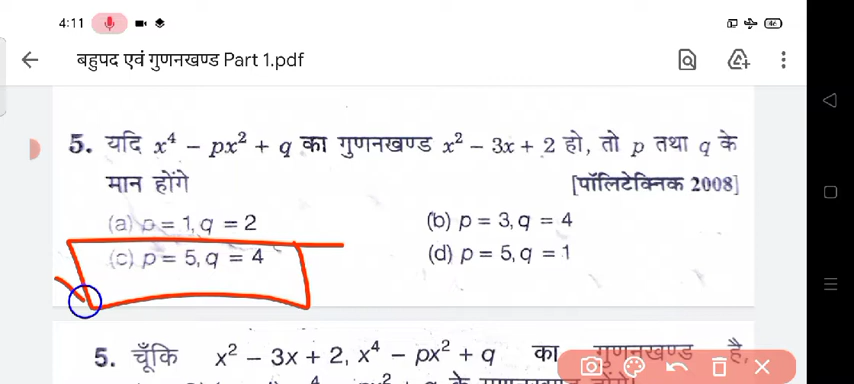 4:11
46
बहुपद एवं गुणनखण्ड Part 1.pdf
5. यदि x⁴ − px² + q का गुणनखण्ड x² − 3x + 2 हो, तो p तथा q के
मान होंगे [पॉलिटेक्निक 2008]
(a) p = 1, q = 2 (b) p = 3, q = 4
(c) p = 5, q = 4 (d) p = 5, q = 1
5. चूँकि x² − 3x + 2, x⁴ − px² + q का गुणनखण्ड है,